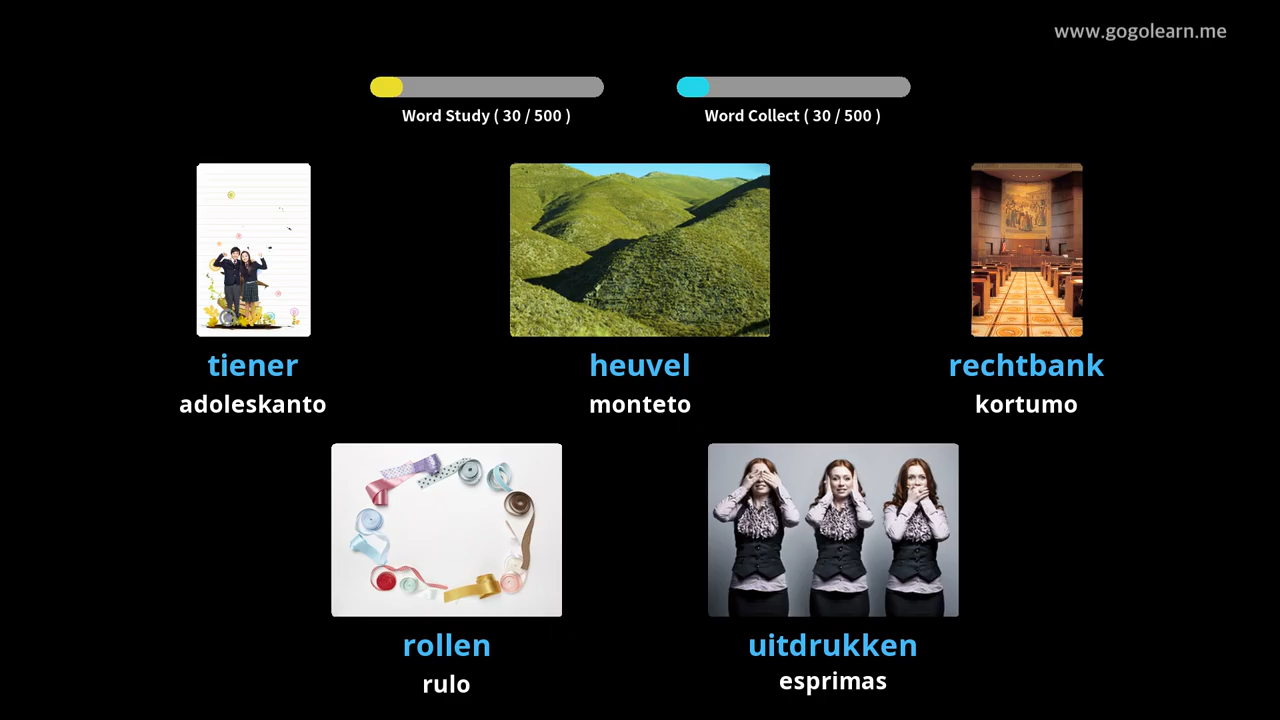 www.gogolearn.me
Word Study ( 30 / 500 )
Word Collect ( 30 / 500 )
tiener
adoleskanto
heuvel
monteto
rechtbank
kortumo
rollen
rulo
uitdrukken
esprimas